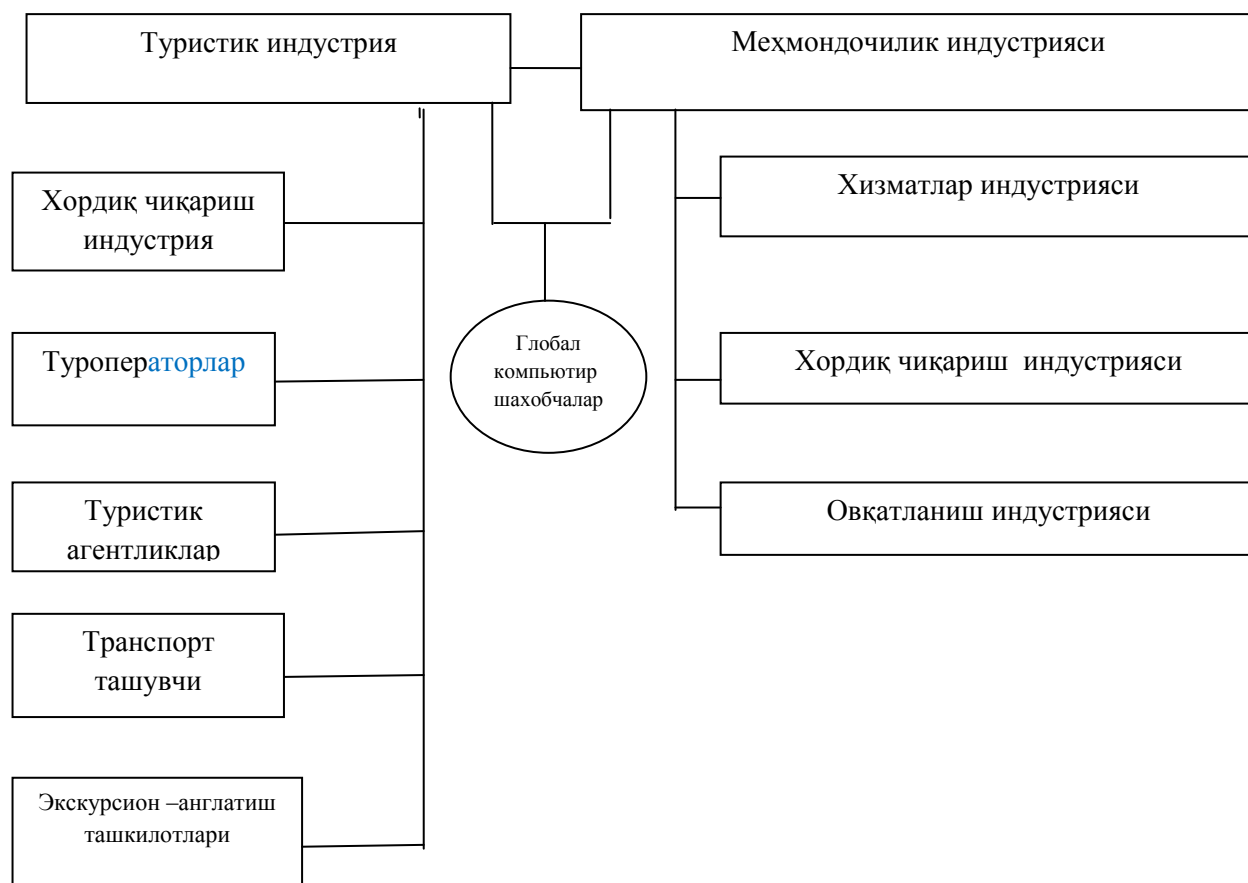 Туристик индустрия
Меҳмондочилик индустрияси
Хордиқ чиқариш
индустрия
Хизматлар индустрияси
Туроператорлар
Глобал
компьютир
шахобчалар
Хордиқ чиқариш  индустрияси
Туристик
агентликлар
Овқатланиш индустрияси
Транспорт
ташувчи
Экскурсион –англатиш
ташкилотлари